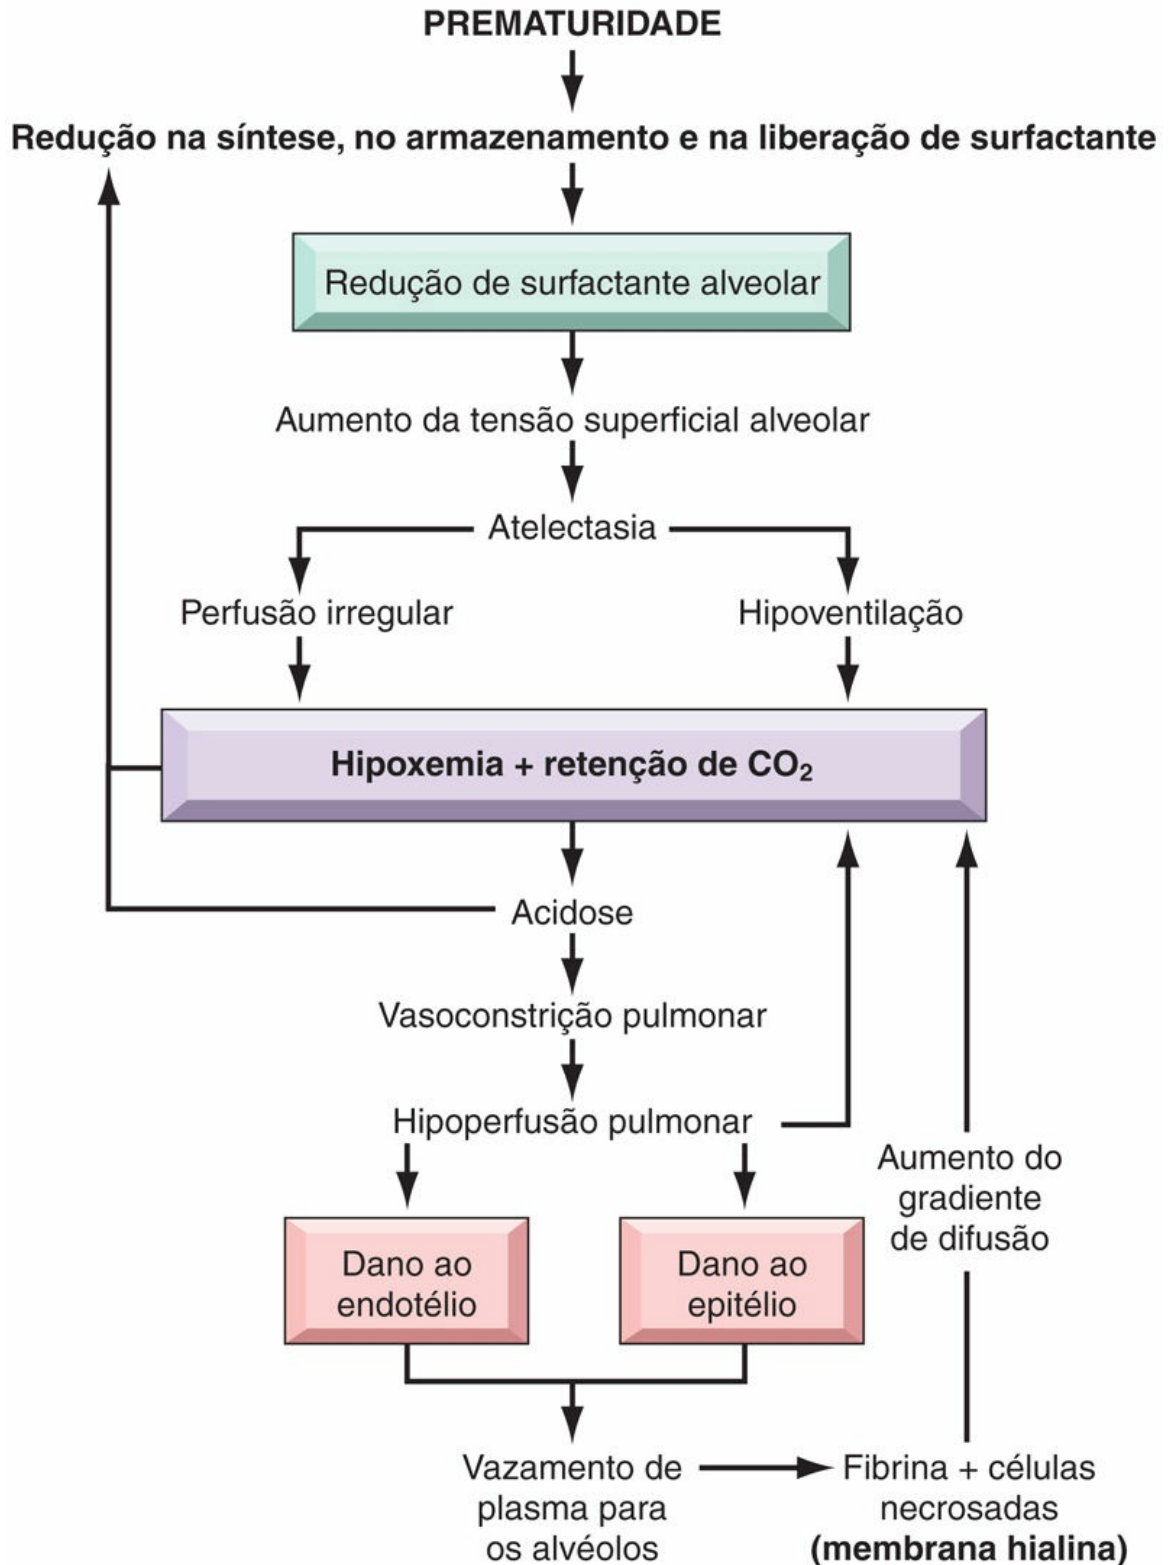 PREMATURIDADE
Redução na síntese, no armazenamento e na liberação de surfactante
Redução de surfactante alveolar
Aumento da tensão superficial alveolar
Atelectasia
Perfusão irregular
Hipoventilação
Hipoxemia + retenção de CO₂
Acidose
Vasoconstrição pulmonar
Hipoperfusão pulmonar
Aumento do
gradiente
de difusão
Dano ao
endotélio
Dano ao
epitélio
Vazamento de
plasma para
os alvéolos
Fibrina + células
necrosadas
(membrana hialina)